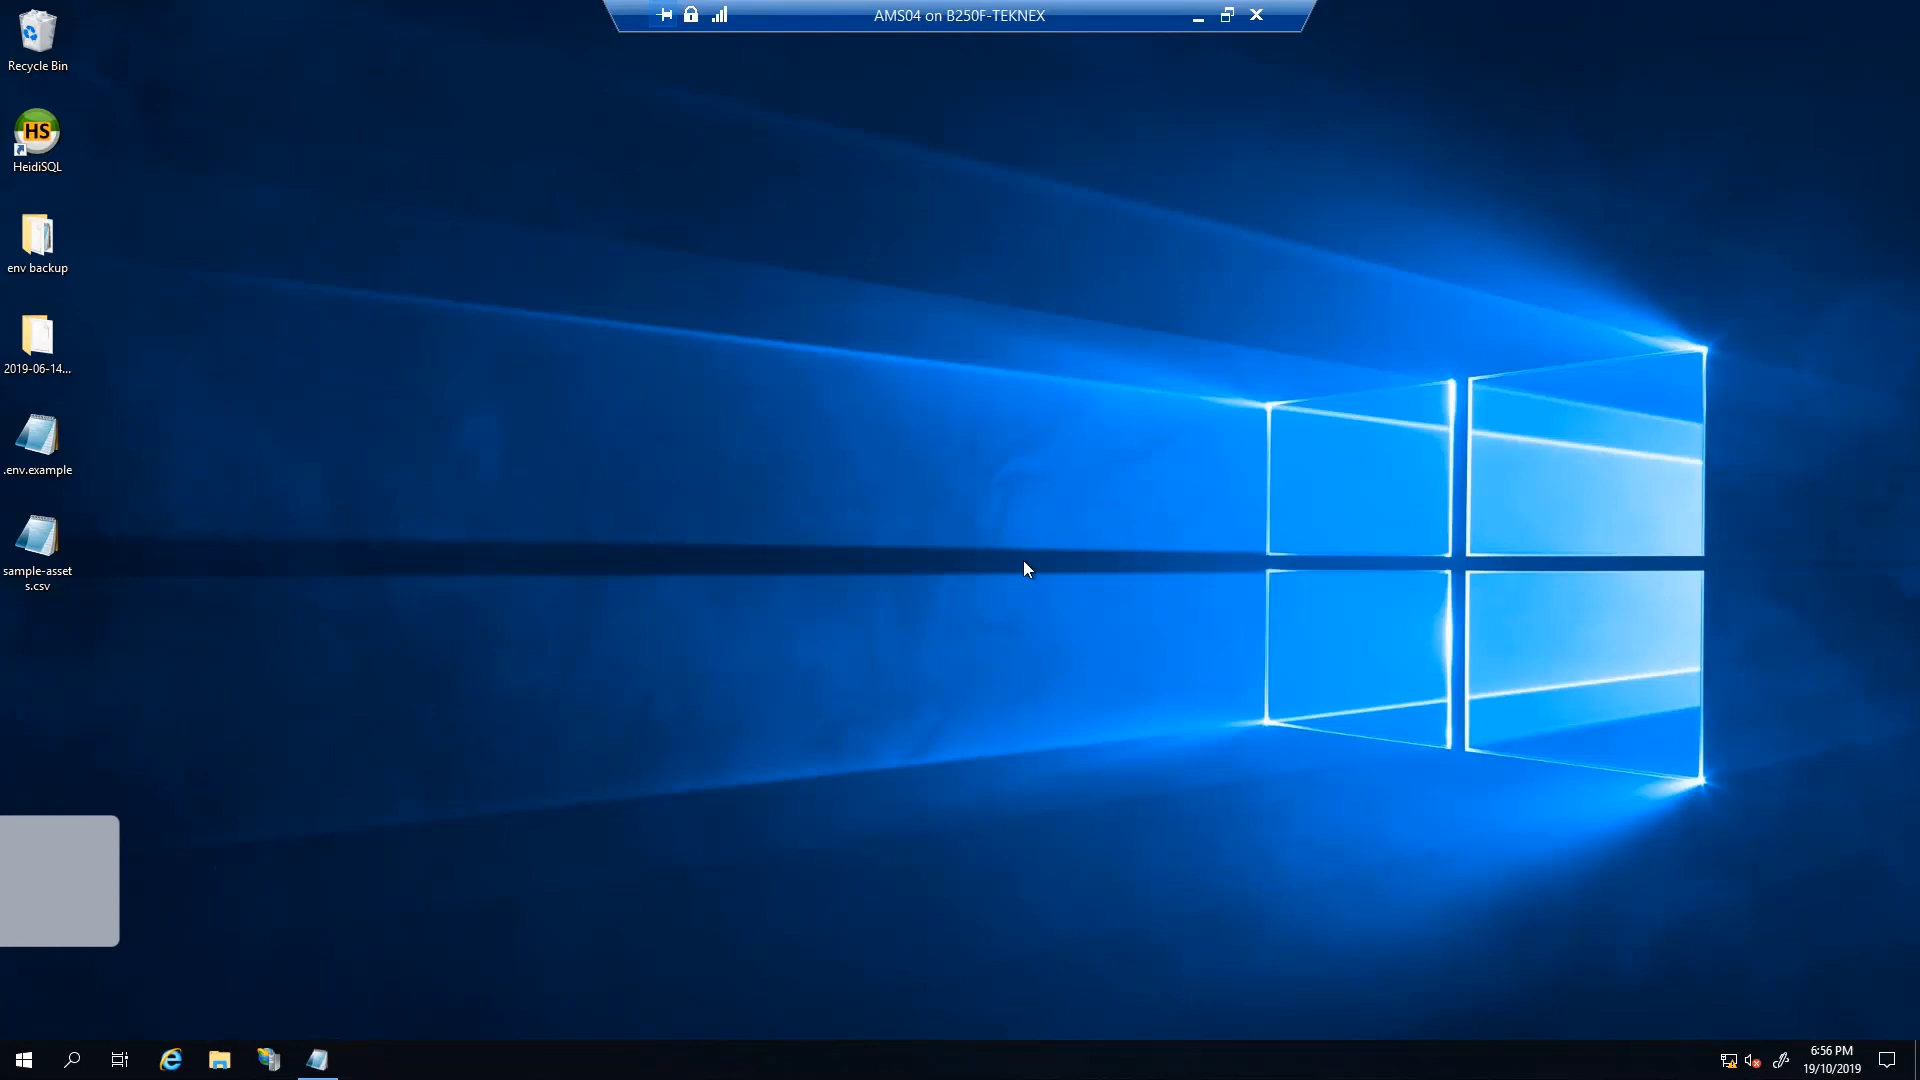 AMS04 on B250F-TEKNEX
Recycle Bin
HS
HeidiSQL
env backup
2019-06-14...
.env.example
sample-asset
s.csv
6:56 PM
19/10/2019